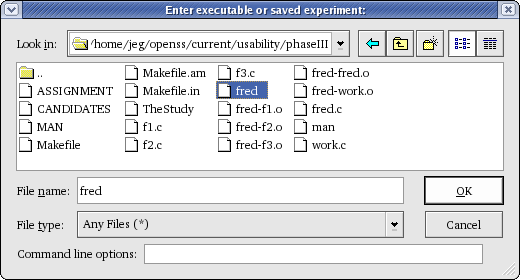 Enter executable or saved experiment:
Look in: /home/jeg/openss/current/usability/phaseIII
.. Makefile.am f3.c fred-fred.o
ASSIGNMENT Makefile.in fred fred-work.o
CANDIDATES TheStudy fred-f1.o fred.c
MAN f1.c fred-f2.o man
Makefile f2.c fred-f3.o work.c
File name: fred OK
File type: Any Files (*) Cancel
Command line options: